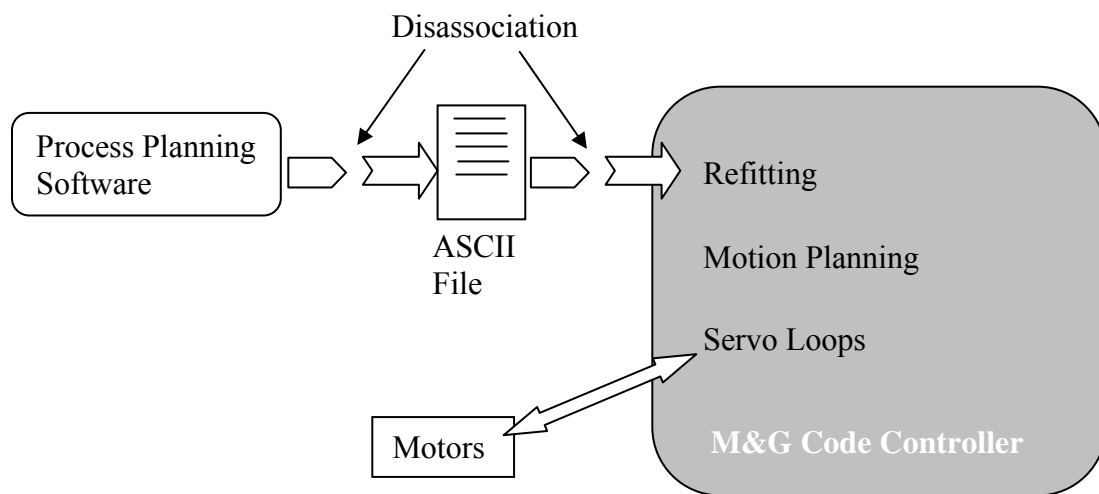 Disassociation
Process Planning
Software
ASCII
File
Refitting
Motion Planning
Servo Loops
Motors
M&G Code Controller